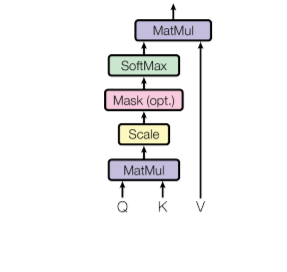 MatMul
SoftMax
Mask (opt.)
Scale
MatMul
Q K V